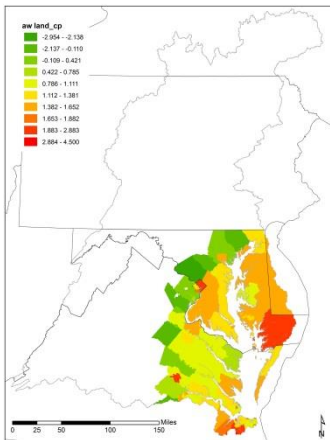 aw land_cp
-2.954 - -2.138
-2.137 - -0.110
-0.109 - 0.421
0.422 - 0.785
0.786 - 1.111
1.112 - 1.381
1.382 - 1.652
1.653 - 1.882
1.883 - 2.883
2.884 - 4.500
Miles
0 50 100 150
N